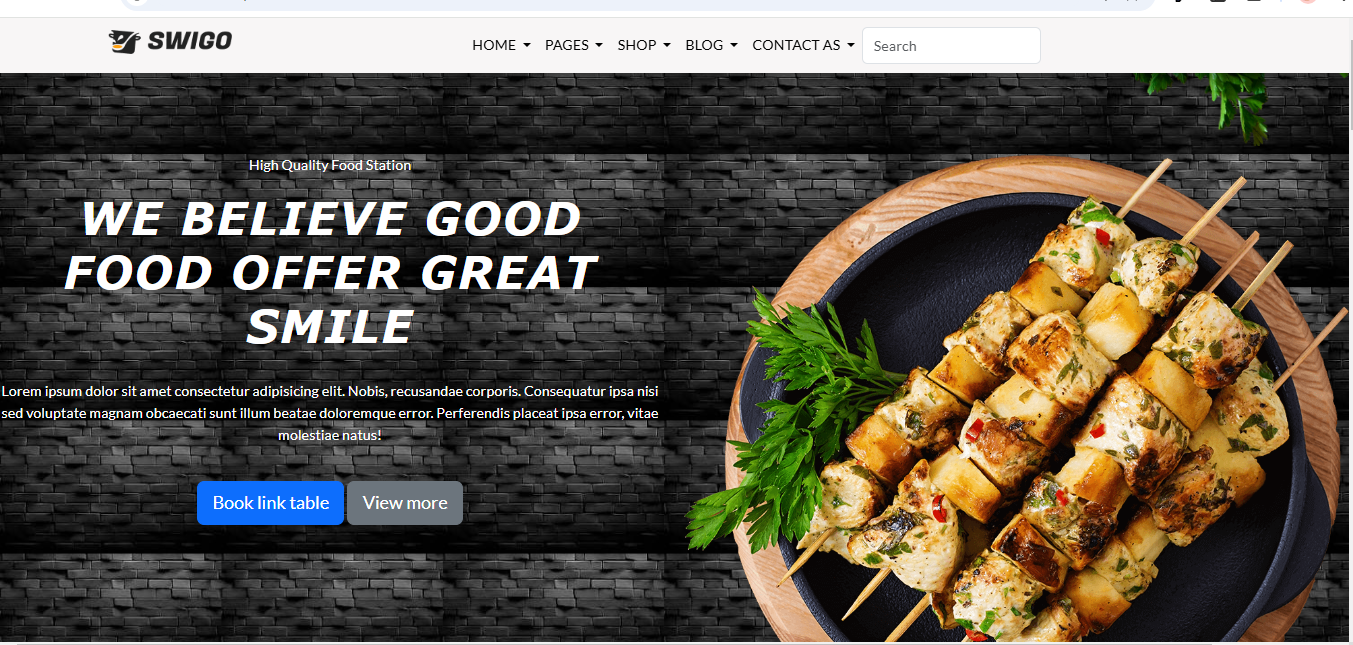 SWIGO
HOME PAGES SHOP BLOG CONTACT AS Search
High Quality Food Station
WE BELIEVE GOOD
FOOD OFFER GREAT
SMILE
Lorem ipsum dolor sit amet consectetur adipisicing elit. Nobis, recusandae corporis. Consequatur ipsa nisi
sed voluptate magnam obcaecati sunt illum beatae doloremque error. Perferendis placeat ipsa error, vitae
molestiae natus!
Book link table View more